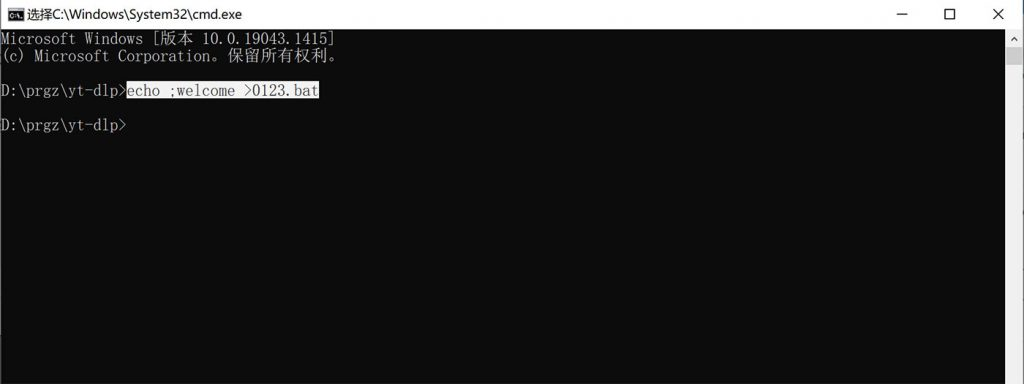 选择C:\Windows\System32\cmd.exe
Microsoft Windows [版本 10.0.19043.1415]
(c) Microsoft Corporation。保留所有权利。
D:\prgz\yt-dlp>echo ;welcome >0123.bat
D:\prgz\yt-dlp>